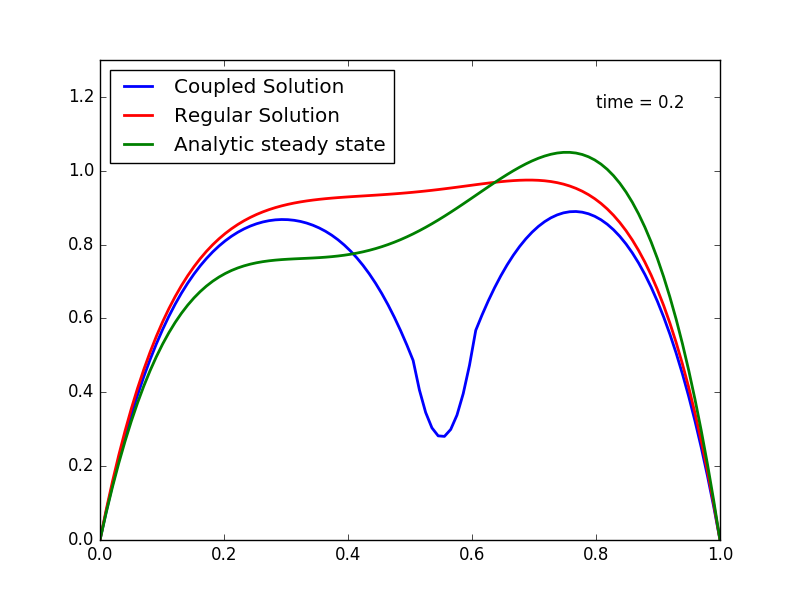 Coupled Solution
Regular Solution
Analytic steady state
time = 0.2
1.2
1.0
0.8
0.6
0.4
0.2
0.0
0.0 0.2 0.4 0.6 0.8 1.0